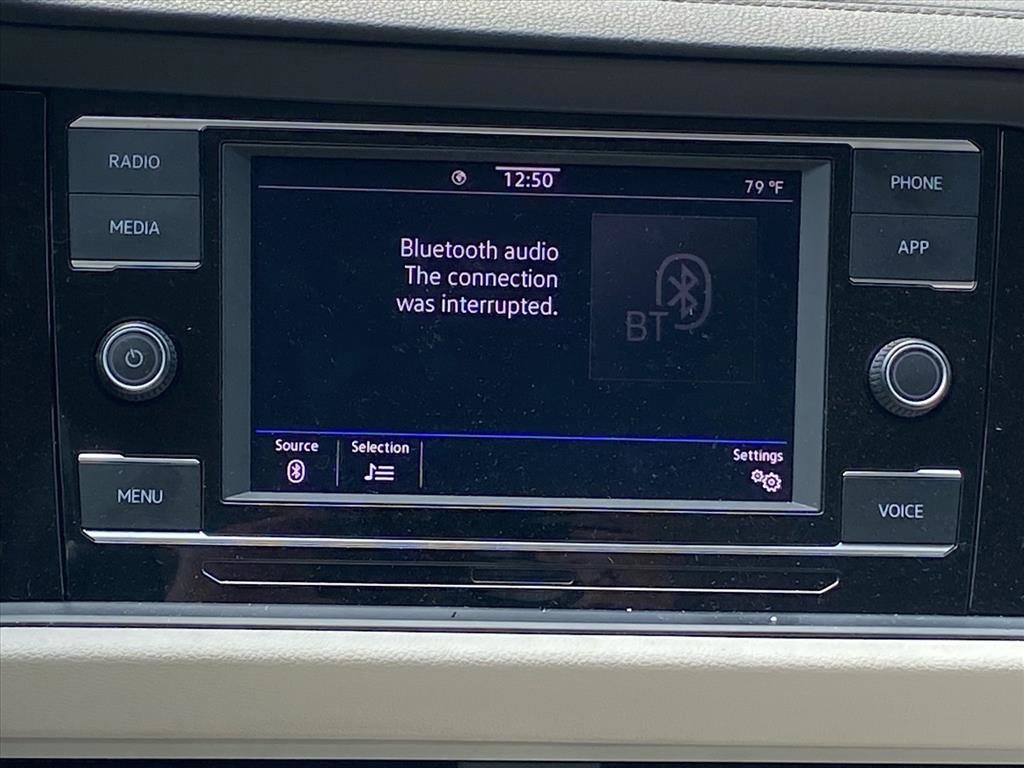 RADIO
MEDIA
MENU
12:50
79 °F
Bluetooth audio
The connection
was interrupted.
BT
Source
Selection
Settings
PHONE
APP
VOICE